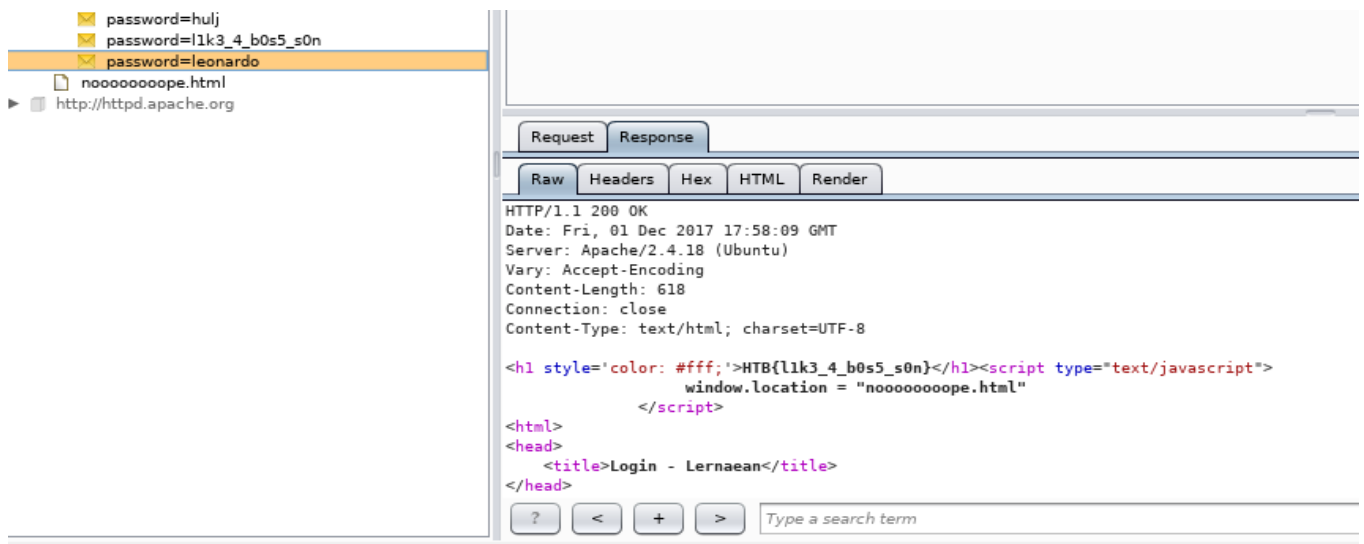 password=hulj
password=l1k3_4_b0s5_s0n
password=leonardo
nooooooooope.html
http://httpd.apache.org
Request
Response
Raw
Headers
Hex
HTML
Render
HTTP/1.1 200 OK
Date: Fri, 01 Dec 2017 17:58:09 GMT
Server: Apache/2.4.18 (Ubuntu)
Vary: Accept-Encoding
Content-Length: 618
Connection: close
Content-Type: text/html; charset=UTF-8
<h1 style='color: #fff;'>HTB{l1k3_4_b0s5_s0n}</h1><script type="text/javascript">
window.location = "nooooooooope.html"
</script>
<html>
<head>
<title>Login - Lernaean</title>
</head>
?
<
+
>
Type a search term